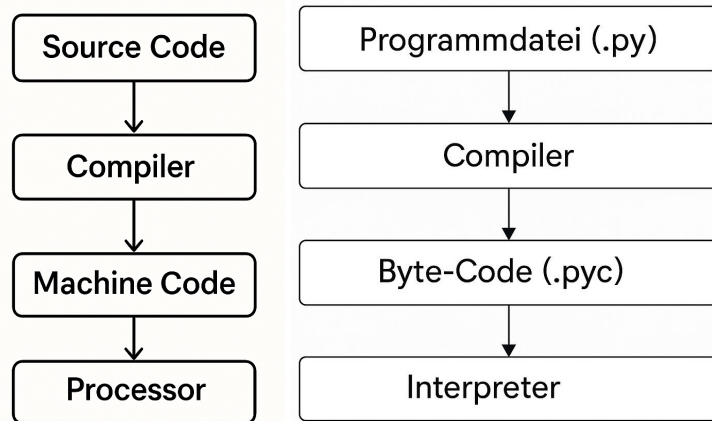 Source Code
Compiler
Machine Code
Processor
Programmdatei (.py)
Compiler
Byte-Code (.pyc)
Interpreter